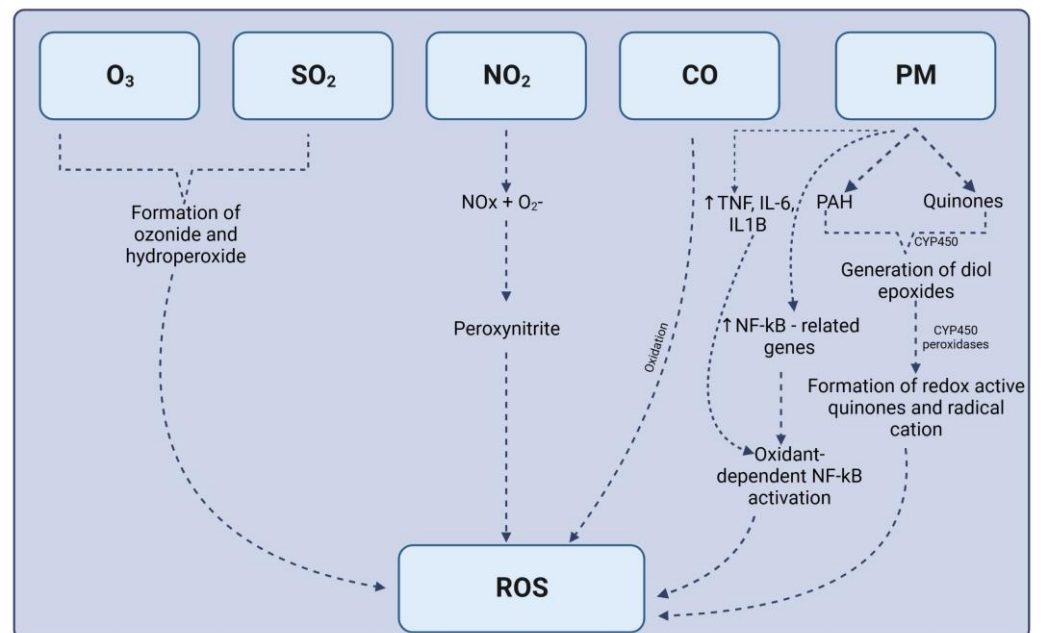 O₃
SO₂
NO₂
CO
PM
Formation of
ozonide and
hydroperoxide
NOx + O₂-
Peroxynitrite
Oxidation
↑TNF, IL-6,
IL1B
PAH
Quinones
CYP450
Generation of diol
epoxides
↑NF-kB - related
genes
CYP450
peroxidases
Formation of redox active
quinones and radical
cation
Oxidant-
dependent NF-kB
activation
ROS